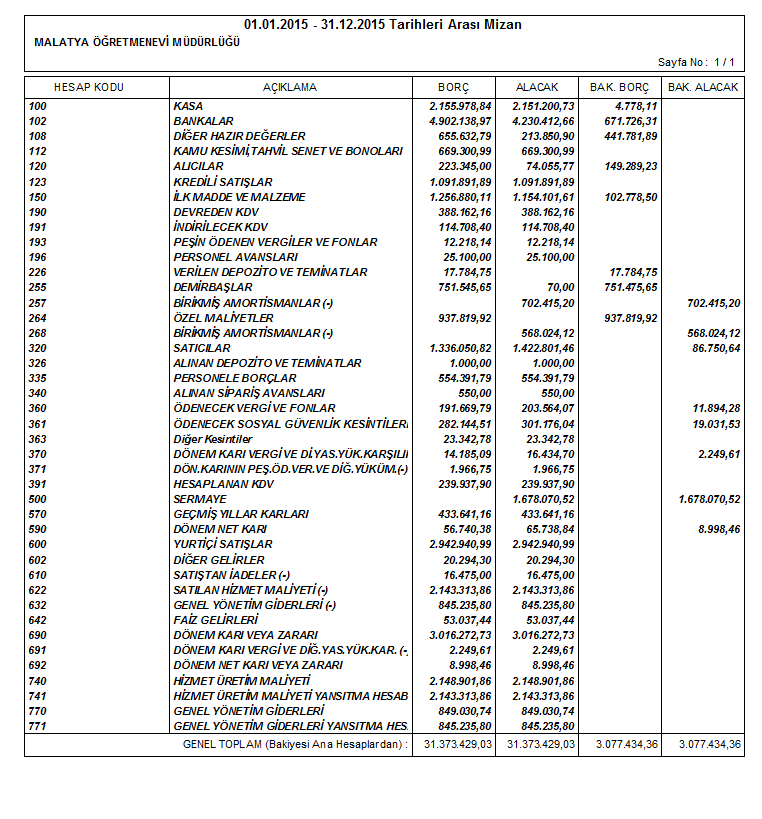 01.01.2015 - 31.12.2015 Tarihleri Arası Mizan
MALATYA ÖĞRETMENEVİ MÜDÜRLÜĞÜ
Sayfa No : 1 / 1
HESAP KODU AÇIKLAMA BORÇ ALACAK BAK. BORÇ BAK. ALACAK
100 KASA 2.155.978,84 2.151.200,73 4.778,11
102 BANKALAR 4.902.138,97 4.230.412,66 671.726,31
108 DİĞER HAZIR DEĞERLER 655.632,79 213.850,90 441.781,89
112 KAMU KESİMİ,TAHVİL SENET VE BONOLARI 669.300,99 669.300,99
120 ALICILAR 223.345,00 74.055,77 149.289,23
123 KREDİLİ SATIŞLAR 1.091.891,89 1.091.891,89
150 İLK MADDE VE MALZEME 1.256.880,11 1.154.101,61 102.778,50
190 DEVREDEN KDV 388.162,16 388.162,16
191 İNDİRİLECEK KDV 114.708,40 114.708,40
193 PEŞİN ÖDENEN VERGİLER VE FONLAR 12.218,14 12.218,14
196 PERSONEL AVANSLARI 25.100,00 25.100,00
226 VERİLEN DEPOZİTO VE TEMİNATLAR 17.784,75 17.784,75
255 DEMİRBAŞLAR 751.545,65 70,00 751.475,65
257 BİRİKMİŞ AMORTİSMANLAR (-) 702.415,20 702.415,20
264 ÖZEL MALİYETLER 937.819,92 937.819,92
268 BİRİKMİŞ AMORTİSMANLAR (-) 568.024,12 568.024,12
320 SATICILAR 1.336.050,82 1.422.801,46 86.750,64
326 ALINAN DEPOZİTO VE TEMİNATLAR 1.000,00 1.000,00
335 PERSONELE BORÇLAR 554.391,79 554.391,79
340 ALINAN SİPARİŞ AVANSLARI 550,00 550,00
360 ÖDENECEK VERGİ VE FONLAR 191.669,79 203.564,07 11.894,28
361 ÖDENECEK SOSYAL GÜVENLİK KESİNTİLERİ 282.144,51 301.176,04 19.031,53
363 Diğer Kesintiler 23.342,78 23.342,78
370 DÖNEM KARI VERGİ VE Dİ.YAS.YÜK.KARŞILI 14.185,09 16.434,70 2.249,61
371 DÖN.KARININ PEŞ.ÖD.VER.VE DİĞ.YÜKÜM.(-) 1.966,75 1.966,75
391 HESAPLANAN KDV 239.937,90 239.937,90
500 SERMAYE 1.678.070,52 1.678.070,52
570 GEÇMİŞ YILLAR KARLARI 433.641,16 433.641,16
590 DÖNEM NET KARI 56.740,38 65.738,84 8.998,46
600 YURTİÇİ SATIŞLAR 2.942.940,99 2.942.940,99
602 DİĞER GELİRLER 20.294,30 20.294,30
610 SATIŞTAN İADELER (-) 16.475,00 16.475,00
622 SATILAN HİZMET MALİYETİ (-) 2.143.313,86 2.143.313,86
632 GENEL YÖNETİM GİDERLERİ (-) 845.235,80 845.235,80
642 FAİZ GELİRLERİ 53.037,44 53.037,44
690 DÖNEM KARI VEYA ZARARI 3.016.272,73 3.016.272,73
691 DÖNEM KARI VERGİ VE DİĞ.YAS.YÜK.KAR. (- 2.249,61 2.249,61
692 DÖNEM NET KARI VEYA ZARARI 8.998,46 8.998,46
740 HİZMET ÜRETİM MALİYETİ 2.148.901,86 2.148.901,86
741 HİZMET ÜRETİM MALİYETİ YANSITMA HESAB 2.143.313,86 2.143.313,86
770 GENEL YÖNETİM GİDERLERİ 849.030,74 849.030,74
771 GENEL YÖNETİM GİDERLERİ YANSITMA HES. 845.235,80 845.235,80
GENEL TOPLAM (Bakiyesi Ana Hesaplardan) : 31.373.429,03 31.373.429,03 3.077.434,36 3.077.434,36